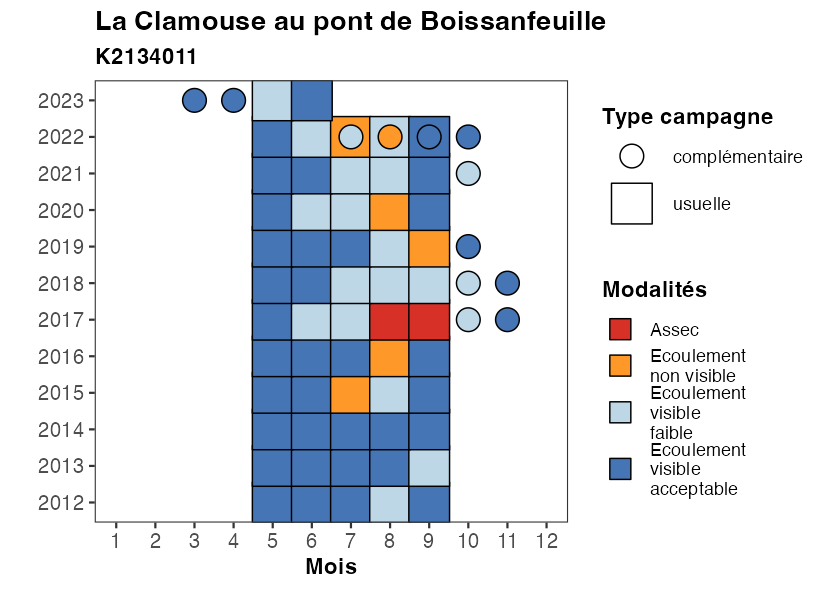 La Clamouse au pont de Boissanfeuille
K2134011
2023
2022
2021
2020
2019
2018
2017
2016
2015
2014
2013
2012
1 2 3 4 5 6 7 8 9 10 11 12
Mois
Type campagne
complémentaire
usuelle
Modalités
Assec
Ecoulement
non visible
Ecoulement
visible
faible
Ecoulement
visible
acceptable